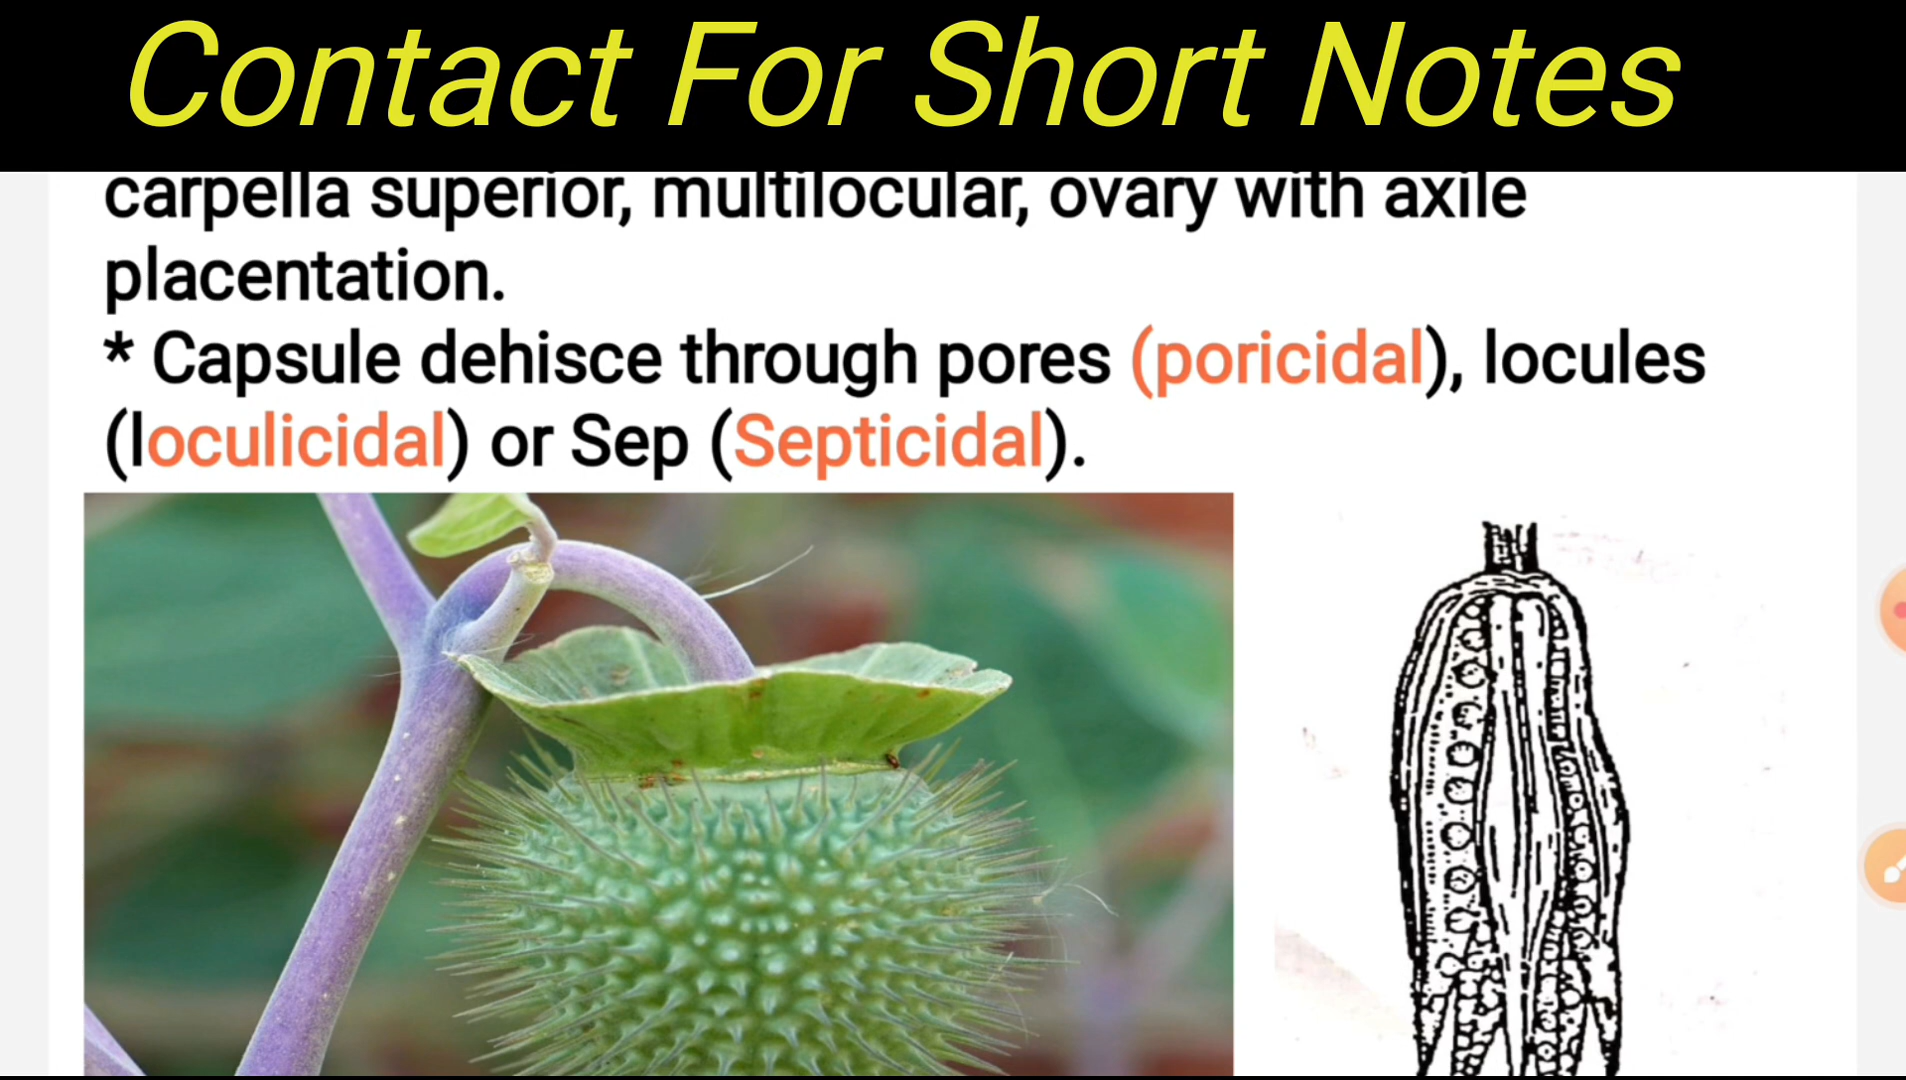 Contact For Short Notes
carpella superior, multilocular, ovary with axile
placentation.
* Capsule dehisce through pores (poricidal), locules
(loculicidal) or Sep (Septicidal).